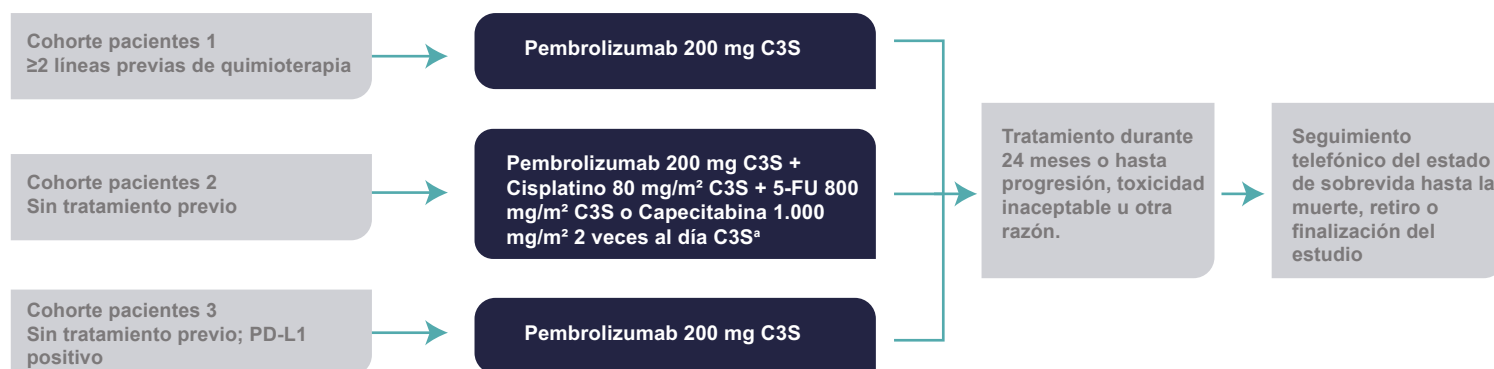 Cohorte pacientes 1
≥2 líneas previas de quimioterapia
Pembrolizumab 200 mg C3S
Cohorte pacientes 2
Sin tratamiento previo
Pembrolizumab 200 mg C3S +
Cisplatino 80 mg/m² C3S + 5-FU 800
mg/m² C3S o Capecitabina 1.000
mg/m² 2 veces al día C3Sª
Cohorte pacientes 3
Sin tratamiento previo; PD-L1
positivo
Pembrolizumab 200 mg C3S
Tratamiento durante
24 meses o hasta
progresión, toxicidad
inaceptable u otra
razón.
Seguimiento
telefónico del estado
de sobrevida hasta la
muerte, retiro o
finalización del
estudio